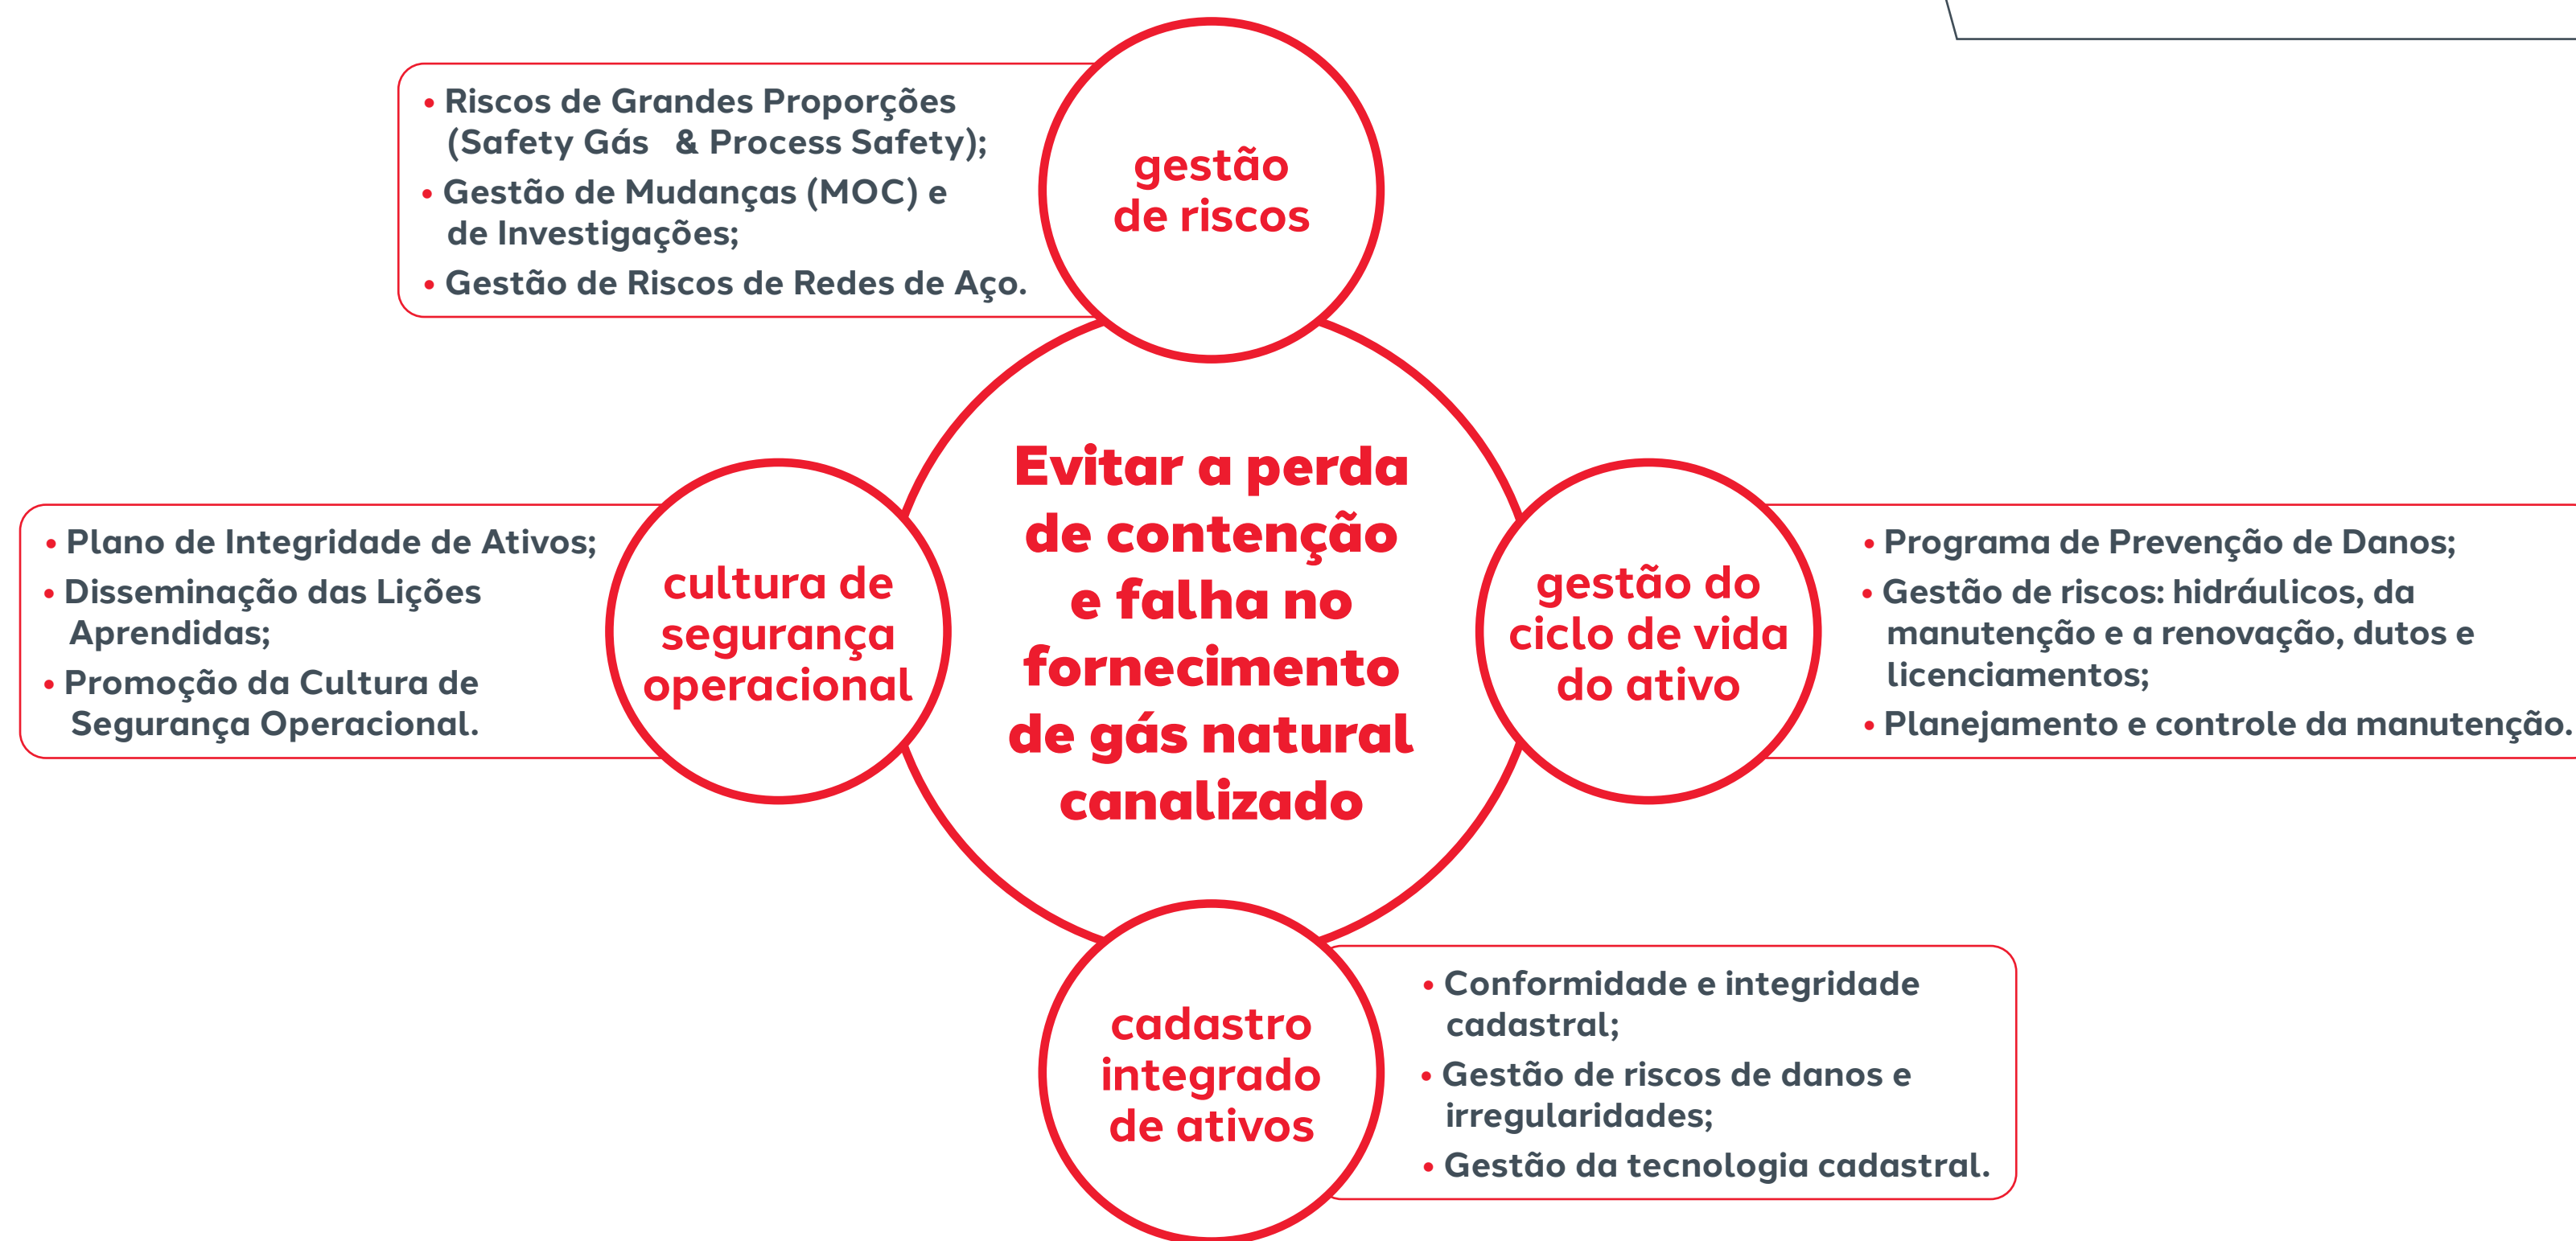 • Riscos de Grandes Proporções
(Safety Gás & Process Safety);
• Gestão de Mudanças (MOC) e
de Investigações;
• Gestão de Riscos de Redes de Aço.
gestão
de riscos
• Plano de Integridade de Ativos;
• Disseminação das Lições
Aprendidas;
• Promoção da Cultura de
Segurança Operacional.
cultura de
segurança
operacional
Evitar a perda
de contenção
e falha no
fornecimento
de gás natural
canalizado
gestão do
ciclo de vida
do ativo
• Programa de Prevenção de Danos;
• Gestão de riscos: hidráulicos, da
manutenção e a renovação, dutos e
licenciamentos;
• Planejamento e controle da manutenção.
cadastro
integrado
de ativos
• Conformidade e integridade
cadastral;
• Gestão de riscos de danos e
irregularidades;
• Gestão da tecnologia cadastral.